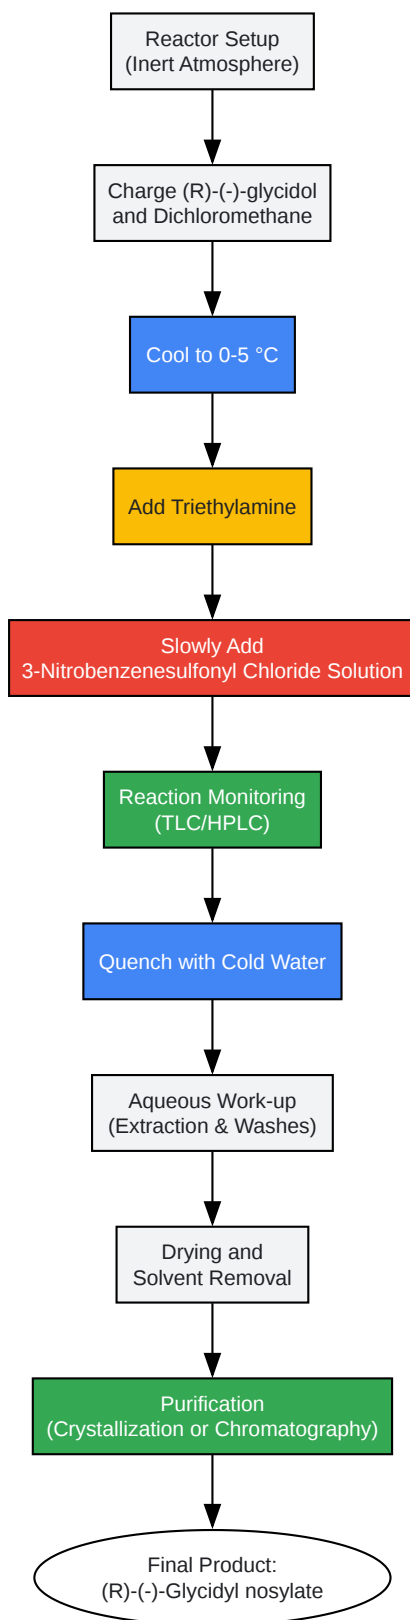 Reactor Setup
(Inert Atmosphere)
Charge (R)-(-)-glycidol
and Dichloromethane
Cool to 0-5 °C
Add Triethylamine
Slowly Add
3-Nitrobenzenesulfonyl Chloride Solution
Reaction Monitoring
(TLC/HPLC)
Quench with Cold Water
Aqueous Work-up
(Extraction & Washes)
Drying and
Solvent Removal
Purification
(Crystallization or Chromatography)
Final Product:
(R)-(-)-Glycidyl nosylate